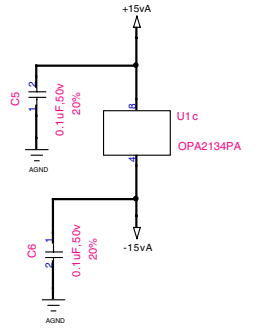 +15vA
2
C5
1
0.1uF,50v
20%
AGND
8
U1c
OPA2134PA
4
1
C6
2
0.1uF,50v
20%
-15vA
AGND